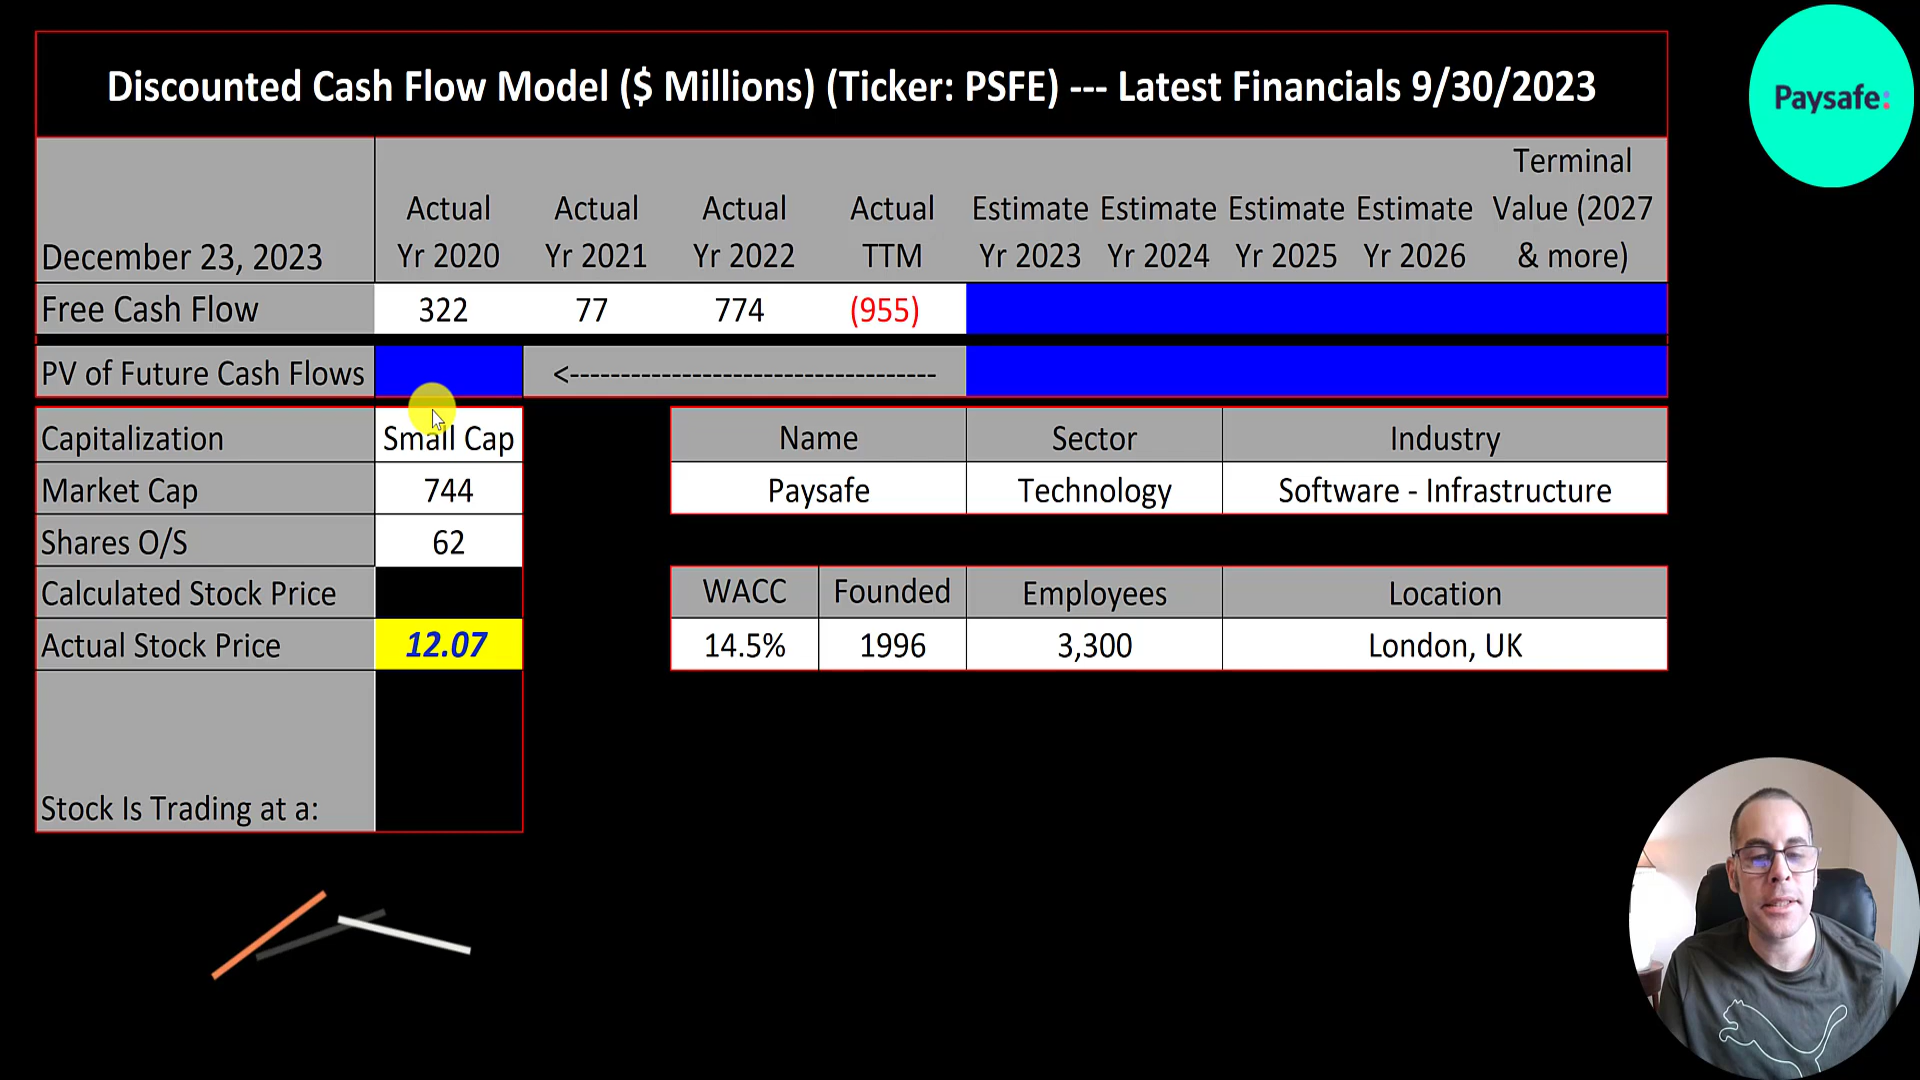 Discounted Cash Flow Model ($ Millions) (Ticker: PSFE) --- Latest Financials 9/30/2023
Paysafe:
December 23, 2023
Actual Yr 2020
Actual Yr 2021
Actual Yr 2022
Actual TTM
Estimate Yr 2023
Estimate Yr 2024
Estimate Yr 2025
Estimate Yr 2026
Terminal Value (2027 & more)
Free Cash Flow 322 77 774 (955)
PV of Future Cash Flows <-----------------------------------
Capitalization Small Cap
Market Cap 744
Shares O/S 62
Calculated Stock Price
Actual Stock Price 12.07
Stock Is Trading at a:
Name Sector Industry
Paysafe Technology Software - Infrastructure
WACC Founded Employees Location
14.5% 1996 3,300 London, UK